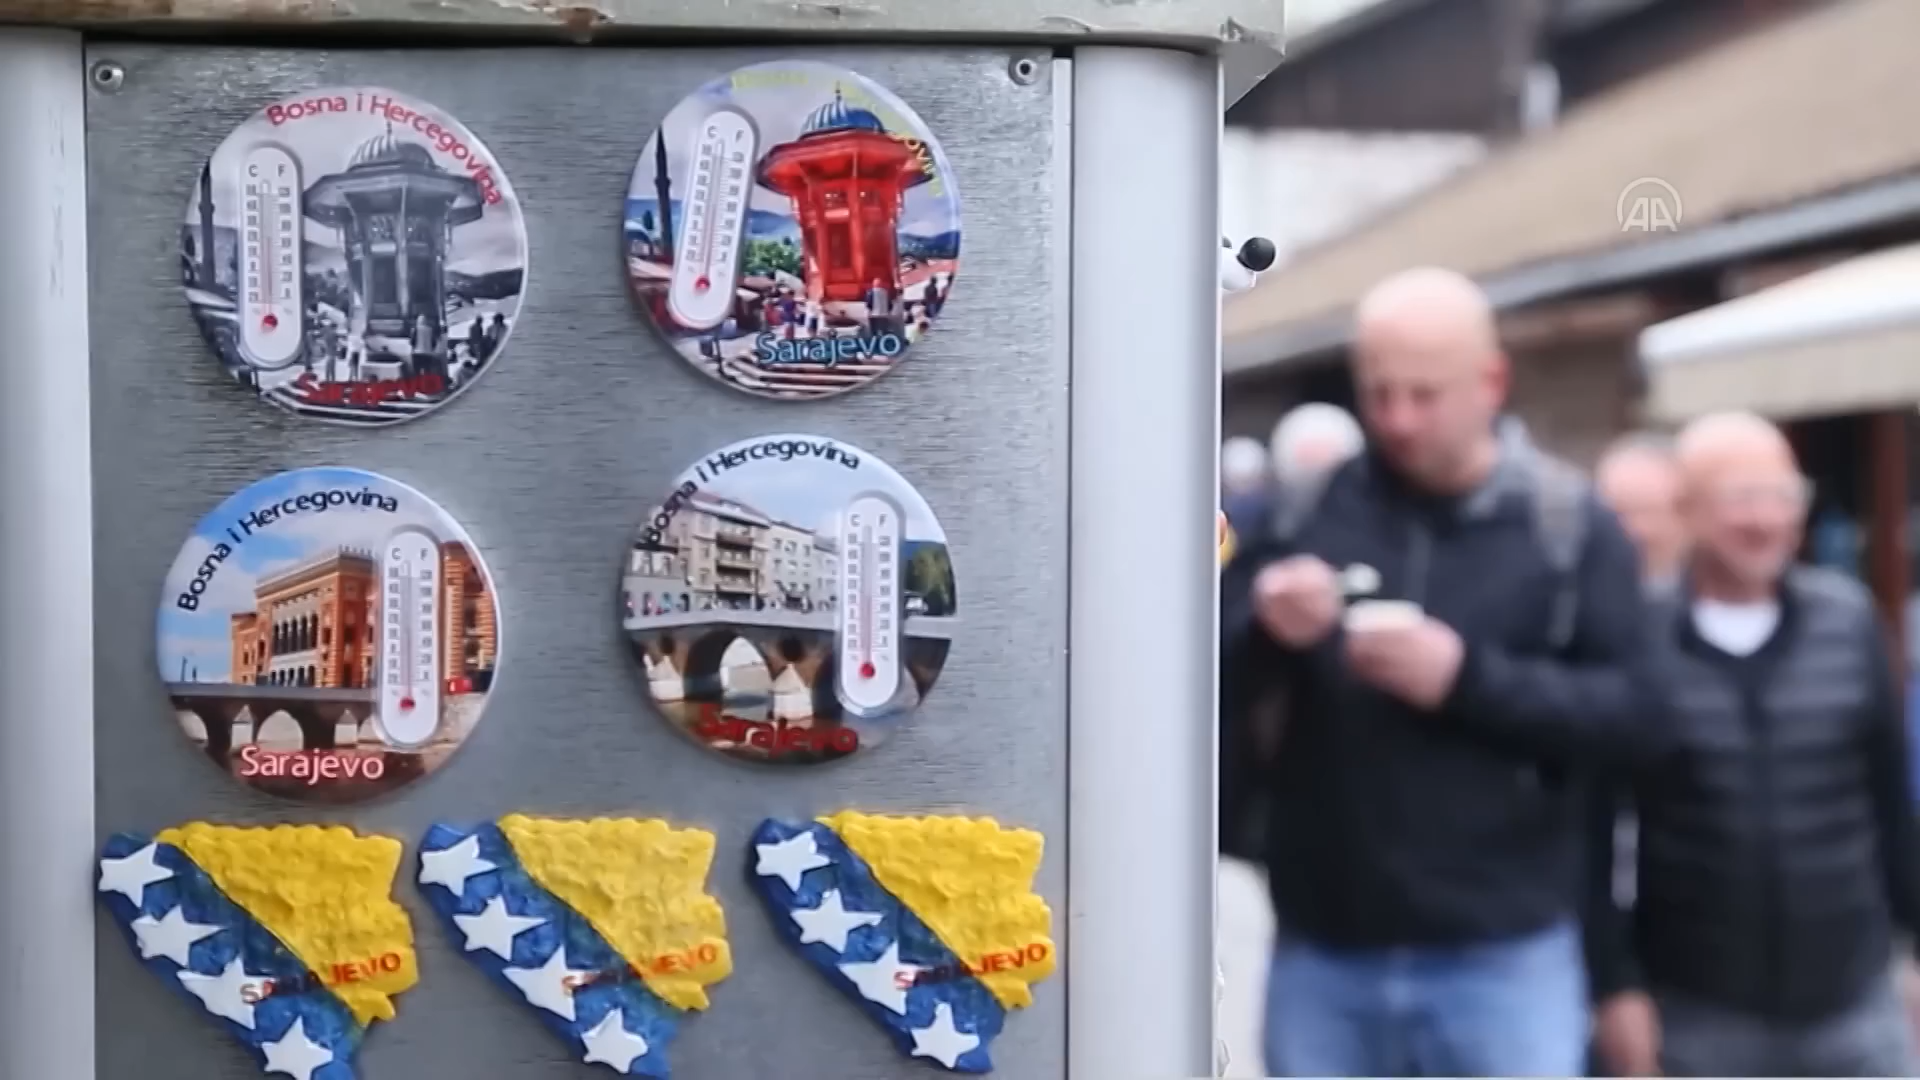 Bosna i Hercegovina
C F
Sarajevo
C F
Sarajevo
Bosna i Hercegovina
C F
Sarajevo
Bosna i Hercegovina
C F
Sarajevo
SARAJEVO
SARAJEVO
SARAJEVO
AA